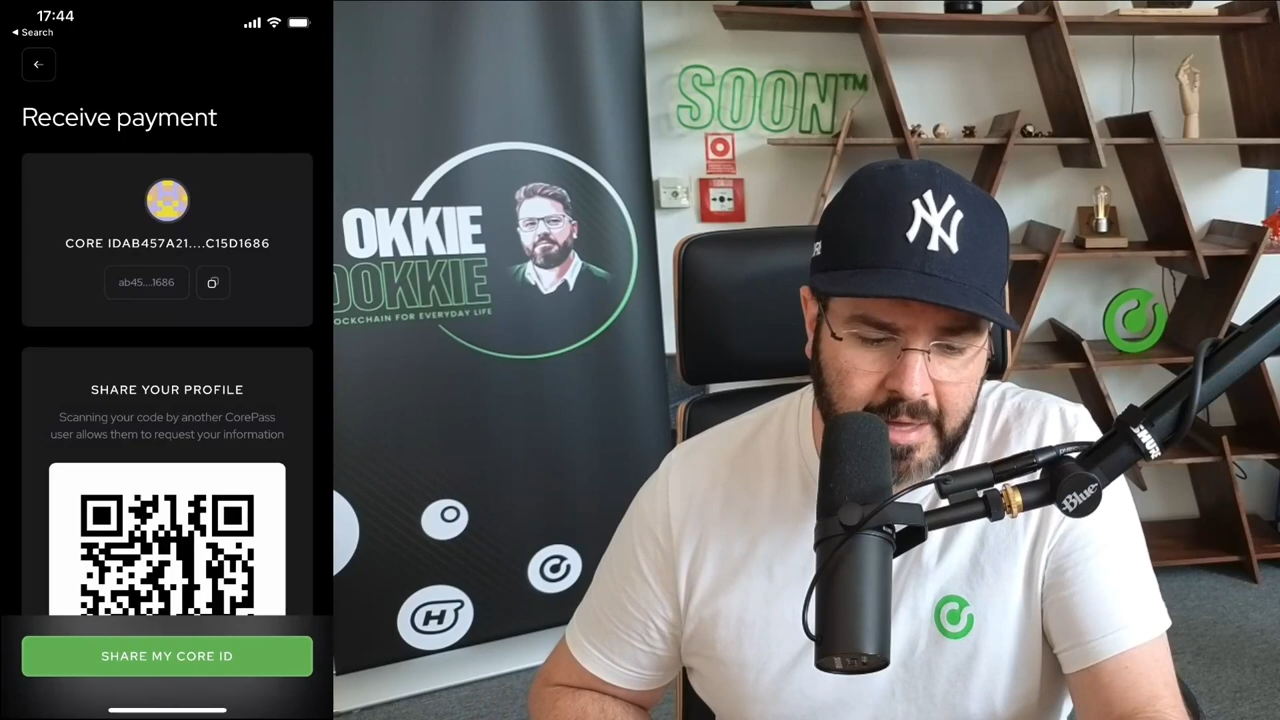 17:44
Search
Receive payment
CORE IDAB457A21....C15D1686
ab45....1686
SHARE YOUR PROFILE
Scanning your code by another CorePass
user allows them to request your information
SHARE MY CORE ID
OKKIE
DOKKIE
OCKCHAIN FOR EVERYDAY LIFE
H
SOON™
NY
SHURE
Blue